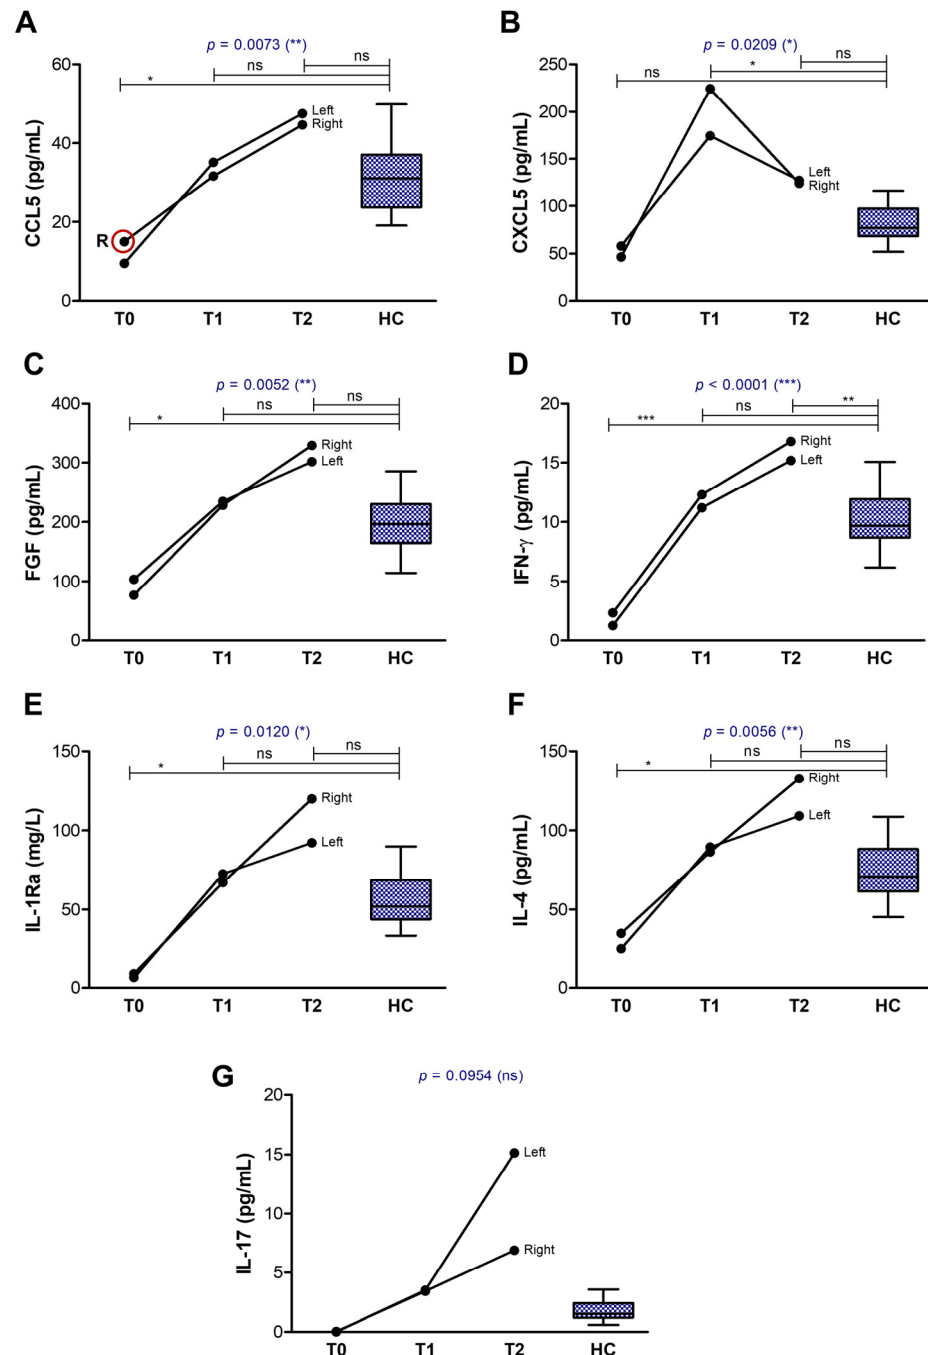 A
p = 0.0073 (**)
ns
ns
*
CCL5 (pg/mL)
60
40
20
0
Left
Right
R
T0 T1 T2 HC
B
p = 0.0209 (*)
ns
*
ns
CXCL5 (pg/mL)
250
200
150
100
50
0
Left
Right
T0 T1 T2 HC
C
p = 0.0052 (**)
ns
ns
*
FGF (pg/mL)
400
300
200
100
0
Right
Left
T0 T1 T2 HC
D
p < 0.0001 (***)
**
ns
***
IFN-γ (pg/mL)
20
15
10
5
0
Right
Left
T0 T1 T2 HC
E
p = 0.0120 (*)
ns
ns
*
IL-1Ra (mg/L)
150
100
50
0
Right
Left
T0 T1 T2 HC
F
p = 0.0056 (**)
ns
ns
*
IL-4 (pg/mL)
150
100
50
0
Right
Left
T0 T1 T2 HC
G
p = 0.0954 (ns)
IL-17 (pg/mL)
20
15
10
5
0
Left
Right
T0 T1 T2 HC